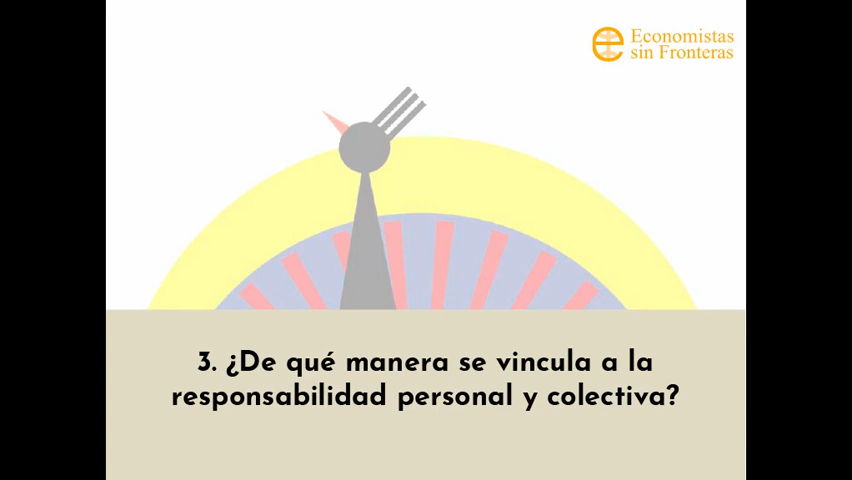 Economistas
sin Fronteras
3. ¿De qué manera se vincula a la
responsabilidad personal y colectiva?